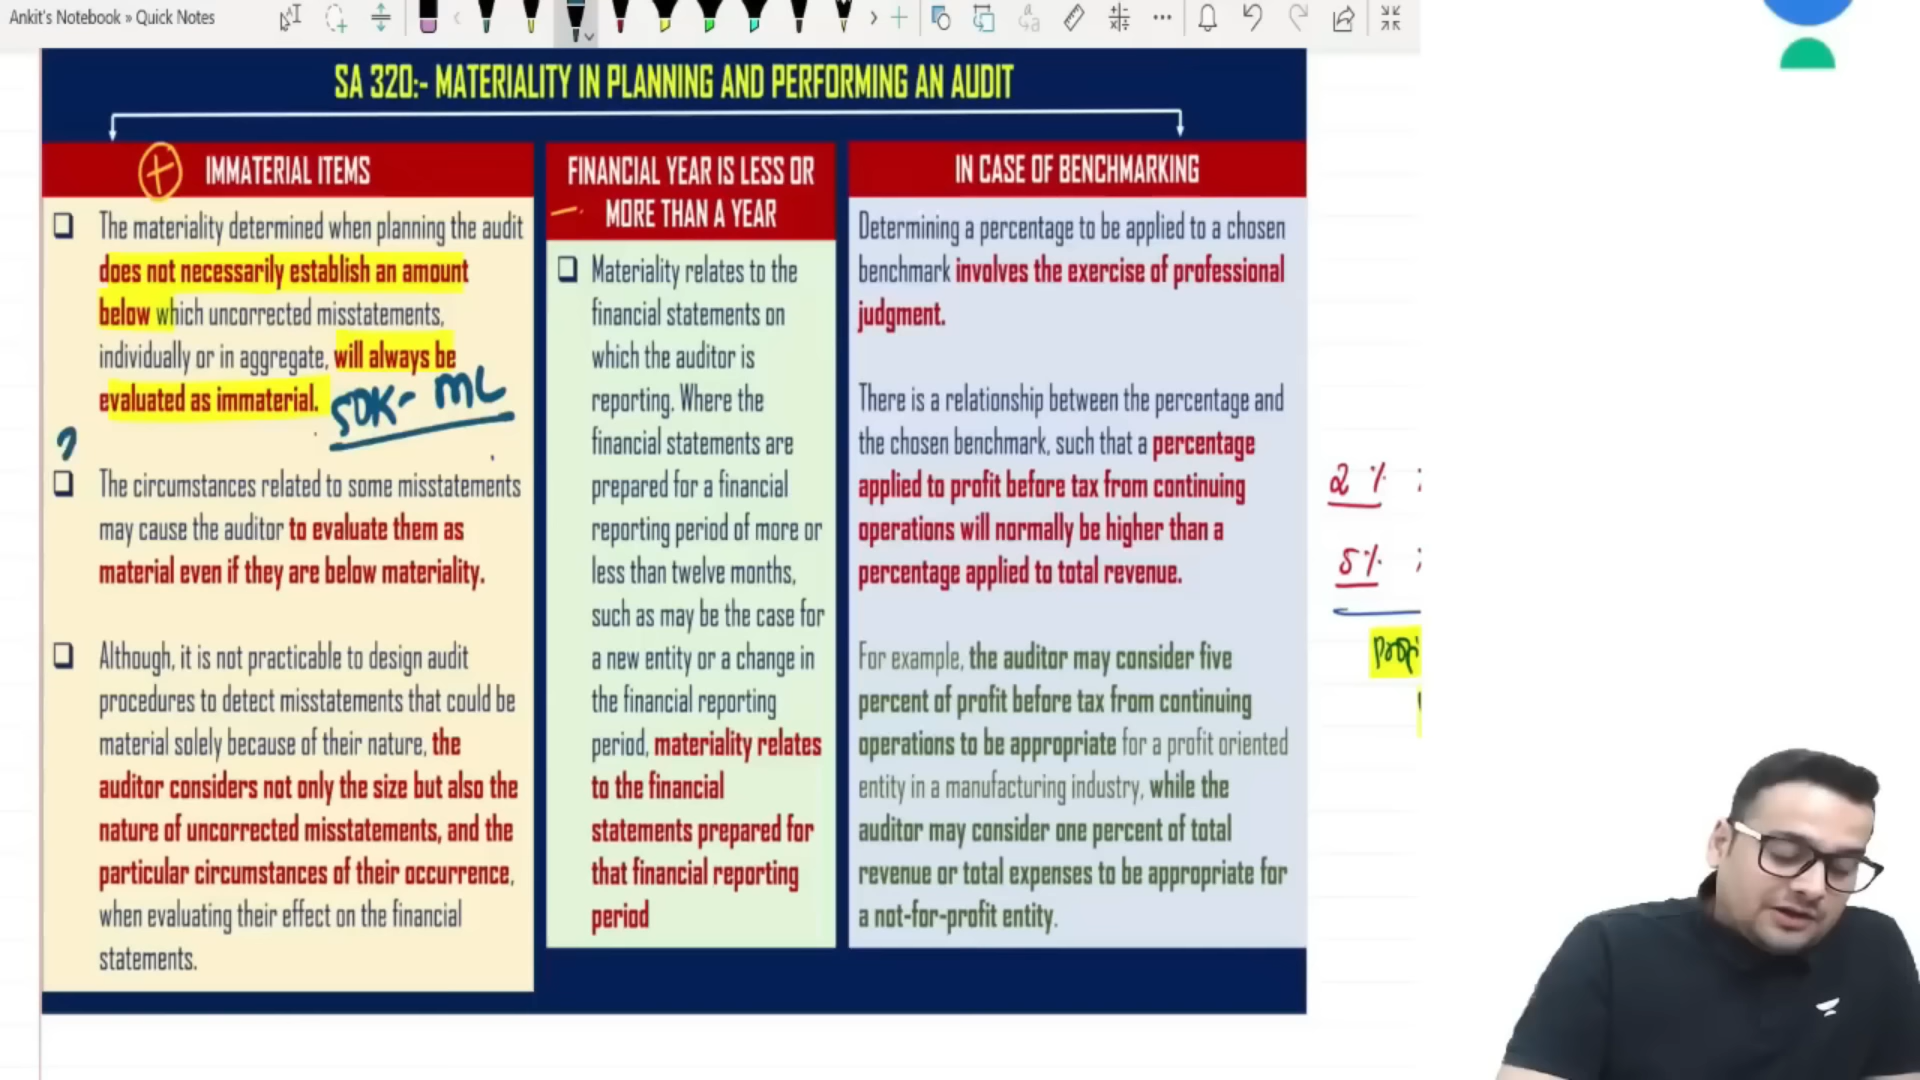 Ankit's Notebook » Quick Notes
SA 320:- MATERIALITY IN PLANNING AND PERFORMING AN AUDIT
IMMATERIAL ITEMS
❑ The materiality determined when planning the audit
does not necessarily establish an amount
below which uncorrected misstatements,
individually or in aggregate, will always be
evaluated as immaterial.
50K- ML
?
❑ The circumstances related to some misstatements
may cause the auditor to evaluate them as
material even if they are below materiality.
❑ Although, it is not practicable to design audit
procedures to detect misstatements that could be
material solely because of their nature, the
auditor considers not only the size but also the
nature of uncorrected misstatements, and the
particular circumstances of their occurrence,
when evaluating their effect on the financial
statements.
FINANCIAL YEAR IS LESS OR
MORE THAN A YEAR
❑ Materiality relates to the
financial statements on
which the auditor is
reporting. Where the
financial statements are
prepared for a financial
reporting period of more or
less than twelve months,
such as may be the case for
a new entity or a change in
the financial reporting
period, materiality relates
to the financial
statements prepared for
that financial reporting
period
IN CASE OF BENCHMARKING
Determining a percentage to be applied to a chosen
benchmark involves the exercise of professional
judgment.
There is a relationship between the percentage and
the chosen benchmark, such that a percentage
applied to profit before tax from continuing
operations will normally be higher than a
percentage applied to total revenue.
For example, the auditor may consider five
percent of profit before tax from continuing
operations to be appropriate for a profit oriented
entity in a manufacturing industry, while the
auditor may consider one percent of total
revenue or total expenses to be appropriate for
a not-for-profit entity.
2 %
5%